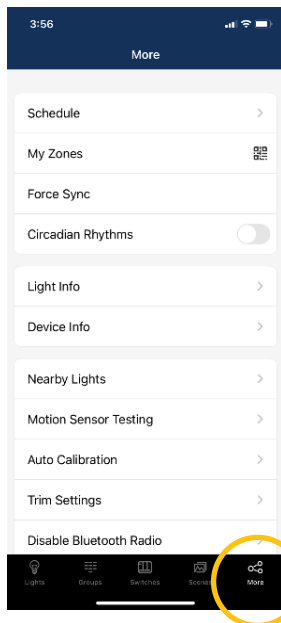 3:56
More
Schedule
My Zones
Force Sync
Circadian Rhythms
Light Info
Device Info
Nearby Lights
Motion Sensor Testing
Auto Calibration
Trim Settings
Disable Bluetooth Radio
Lights Groups Switches Scenes More